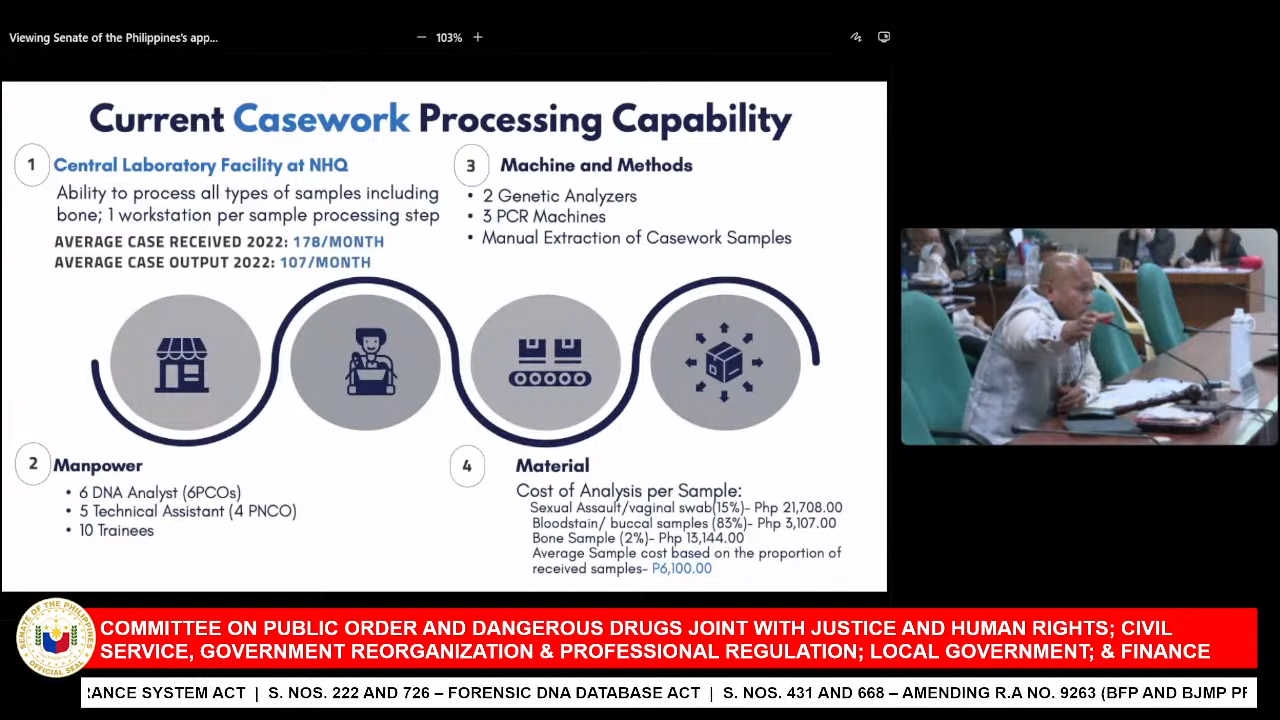 Viewing Senate of the Philippines's app...
103%
Current Casework Processing Capability
1 Central Laboratory Facility at NHQ
Ability to process all types of samples including
bone; 1 workstation per sample processing step
AVERAGE CASE RECEIVED 2022: 178/MONTH
AVERAGE CASE OUTPUT 2022: 107/MONTH
3 Machine and Methods
• 2 Genetic Analyzers
• 3 PCR Machines
• Manual Extraction of Casework Samples
2 Manpower
• 6 DNA Analyst (6PCOs)
• 5 Technical Assistant (4 PNCO)
• 10 Trainees
4 Material
Cost of Analysis per Sample:
Sexual Assault/vaginal swab(15%)- Php 21,708.00
Bloodstain/ buccal samples (83%)- Php 3,107.00
Bone Sample (2%)- Php 13,144.00
Average Sample cost based on the proportion of
received samples- P6,100.00
SENATE OF THE PHILIPPINES
OFFICIAL SEAL
COMMITTEE ON PUBLIC ORDER AND DANGEROUS DRUGS JOINT WITH JUSTICE AND HUMAN RIGHTS; CIVIL
SERVICE, GOVERNMENT REORGANIZATION & PROFESSIONAL REGULATION; LOCAL GOVERNMENT; & FINANCE
RANCE SYSTEM ACT | S. NOS. 222 AND 726 – FORENSIC DNA DATABASE ACT | S. NOS. 431 AND 668 – AMENDING R.A NO. 9263 (BFP AND BJMP